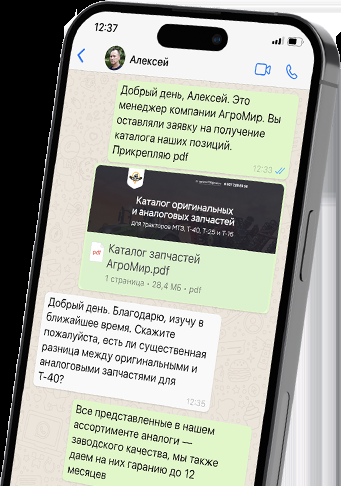 12:37
Алексей
Добрый день, Алексей. Это
менеджер компании АгроМир. Вы
оставляли заявку на получение
каталога наших позиций.
Прикрепляю pdf
12:33
Каталог оригинальных
и аналоговых запчастей
для тракторов МТЗ, Т-40, Т-25 и Т-16
pdf
Каталог запчастей
АгроМир.pdf
1 страница • 28,4 МБ • pdf
Добрый день. Благодарю, изучу в
ближайшее время. Скажите
пожалуйста, есть ли существенная
разница между оригинальными и
аналоговыми запчастями для
Т-40?
12:35
Все представленные в нашем
ассортименте аналоги —
заводского качества, мы также
даем на них гаранию до 12
месяцев